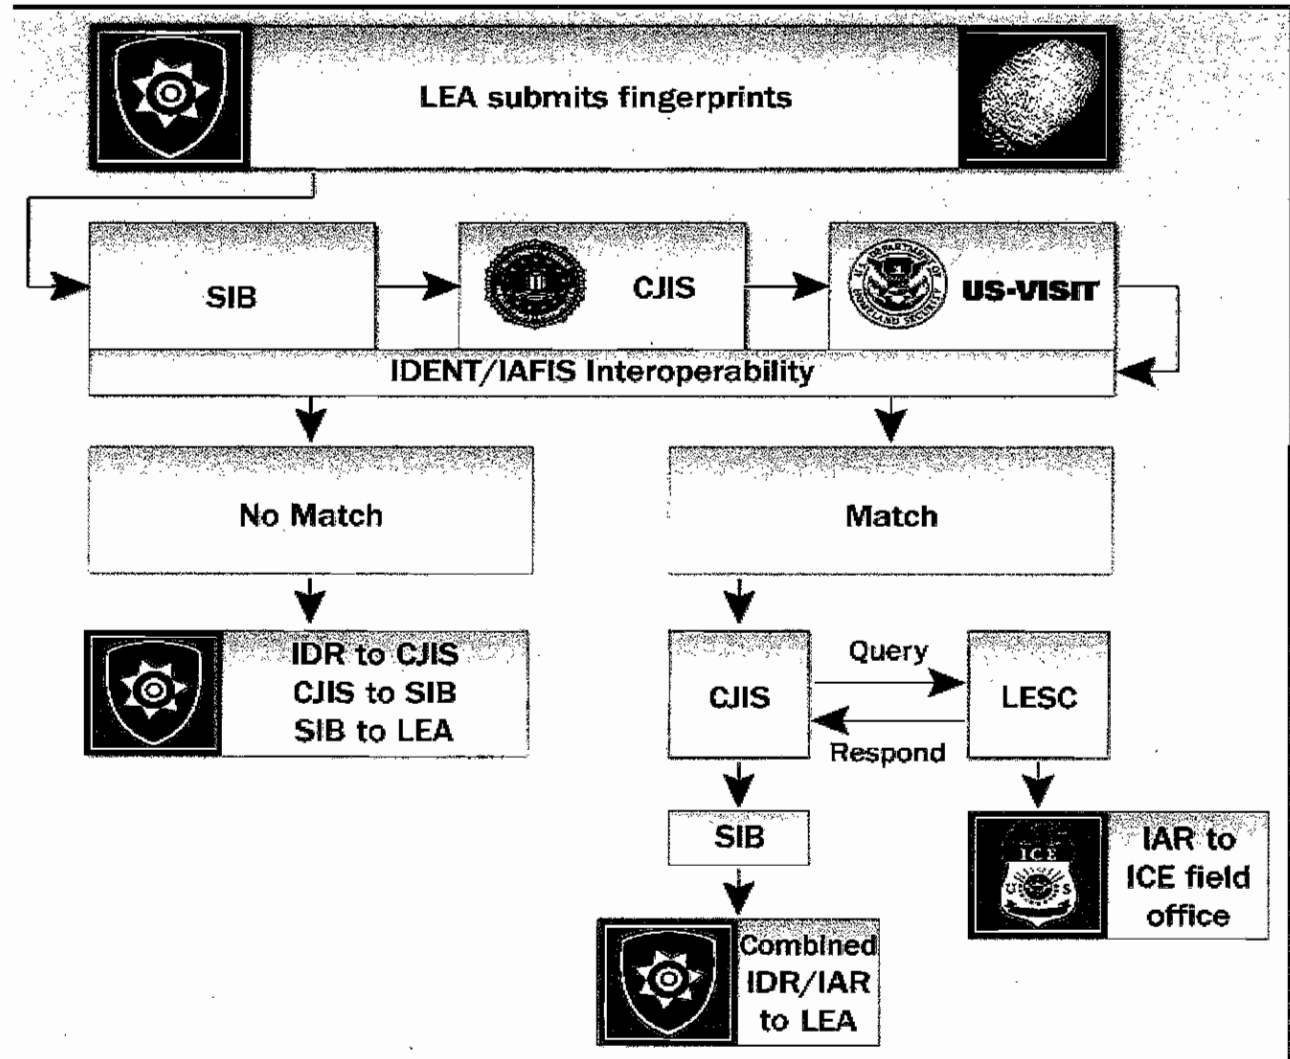 LEA submits fingerprints
SIB
CJIS
US-VISIT
IDENT/IAFIS Interoperability
No Match
Match
IDR to CJIS
CJIS to SIB
SIB to LEA
CJIS
Query
Respond
LESC
SIB
ICE
IAR to
ICE field
office
Combined
IDR/IAR
to LEA